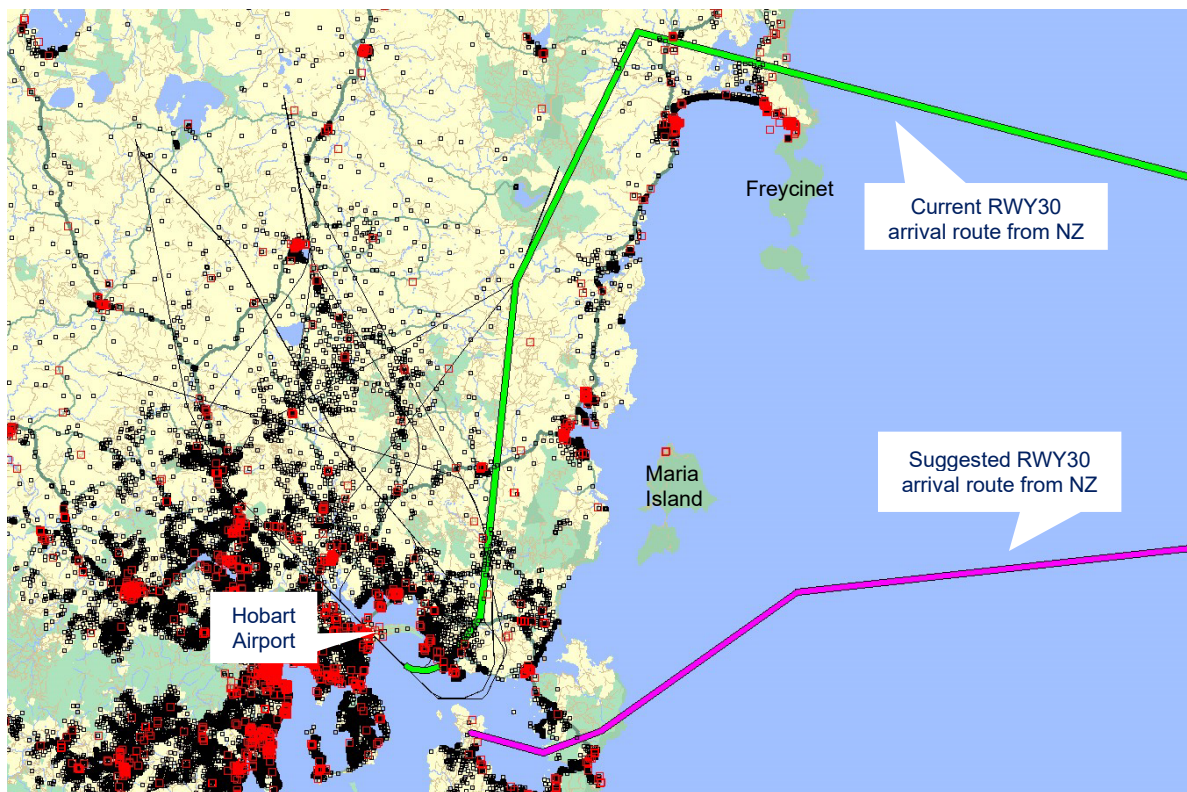 Freycinet
Current RWY30
arrival route from NZ
Maria
Island
Suggested RWY30
arrival route from NZ
Hobart
Airport